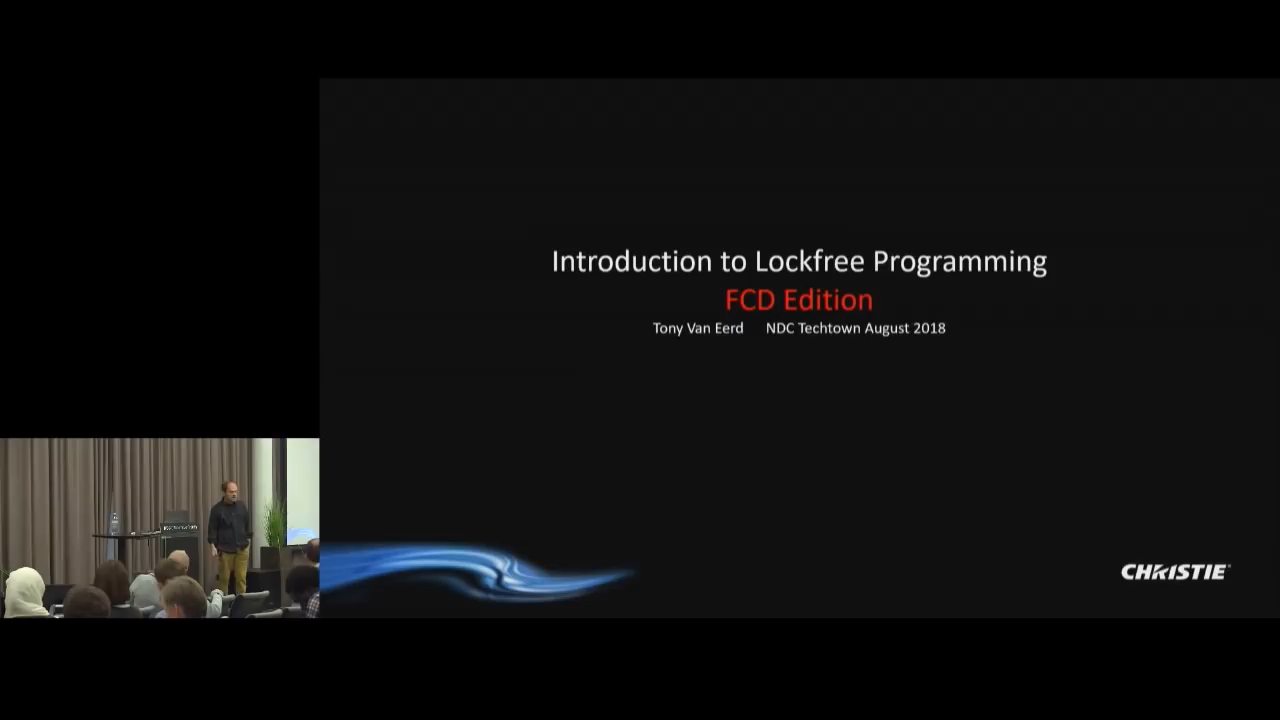 Introduction to Lockfree Programming
FCD Edition
Tony Van Eerd NDC Techtown August 2018
CHRISTIE